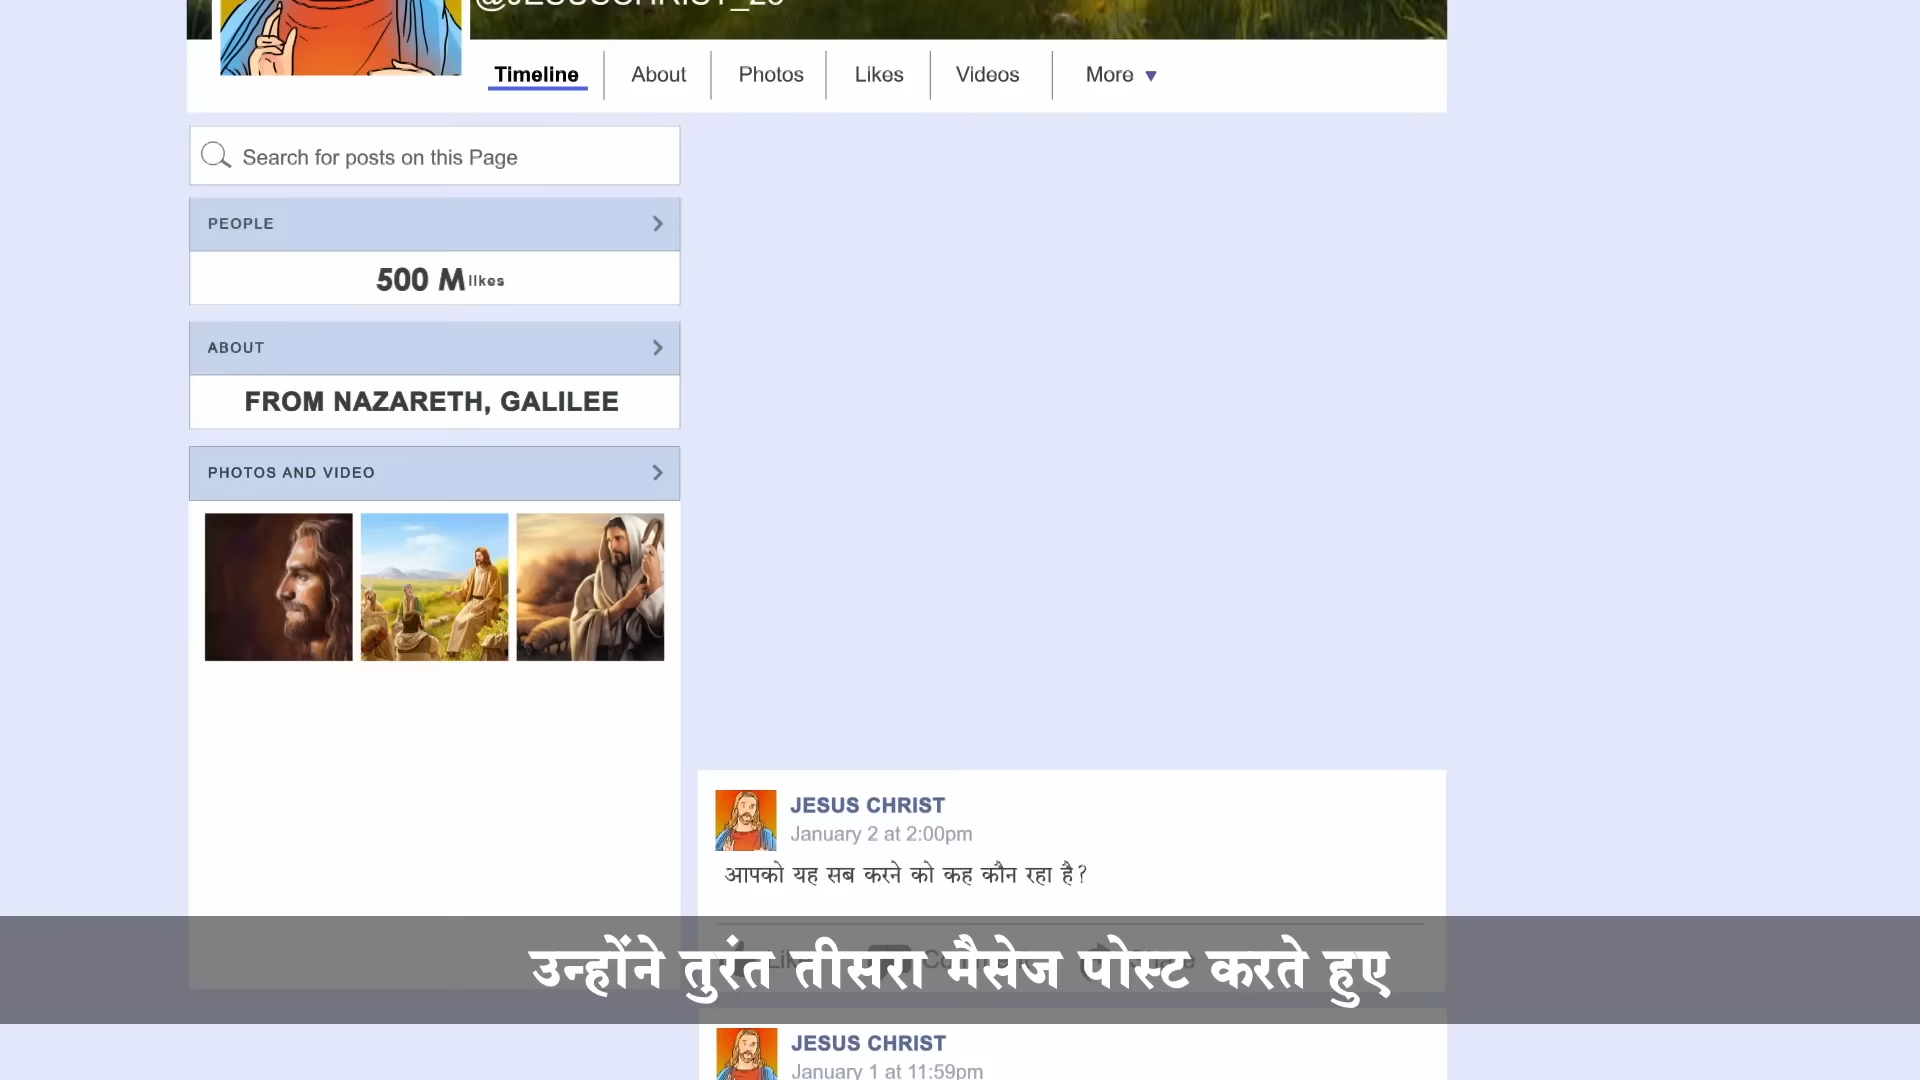 Timeline
About
Photos
Likes
Videos
More
Search for posts on this Page
PEOPLE
500 M likes
ABOUT
FROM NAZARETH, GALILEE
PHOTOS AND VIDEO
JESUS CHRIST
January 2 at 2:00pm
आपको यह सब करने को कह कौन रहा है?
उन्होंने तुरंत तीसरा मैसेज पोस्ट करते हुए
JESUS CHRIST
January 1 at 11:59pm